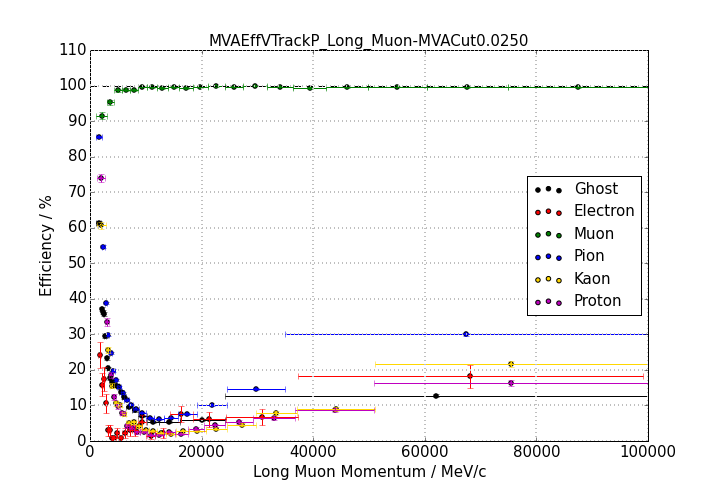 MVAEffVTrackP_Long_Muon-MVACut0.0250
110
100
90
80
70
60
50
40
30
20
10
0
Efficiency / %
Ghost
Electron
Muon
Pion
Kaon
Proton
0 20000 40000 60000 80000 100000
Long Muon Momentum / MeV/c